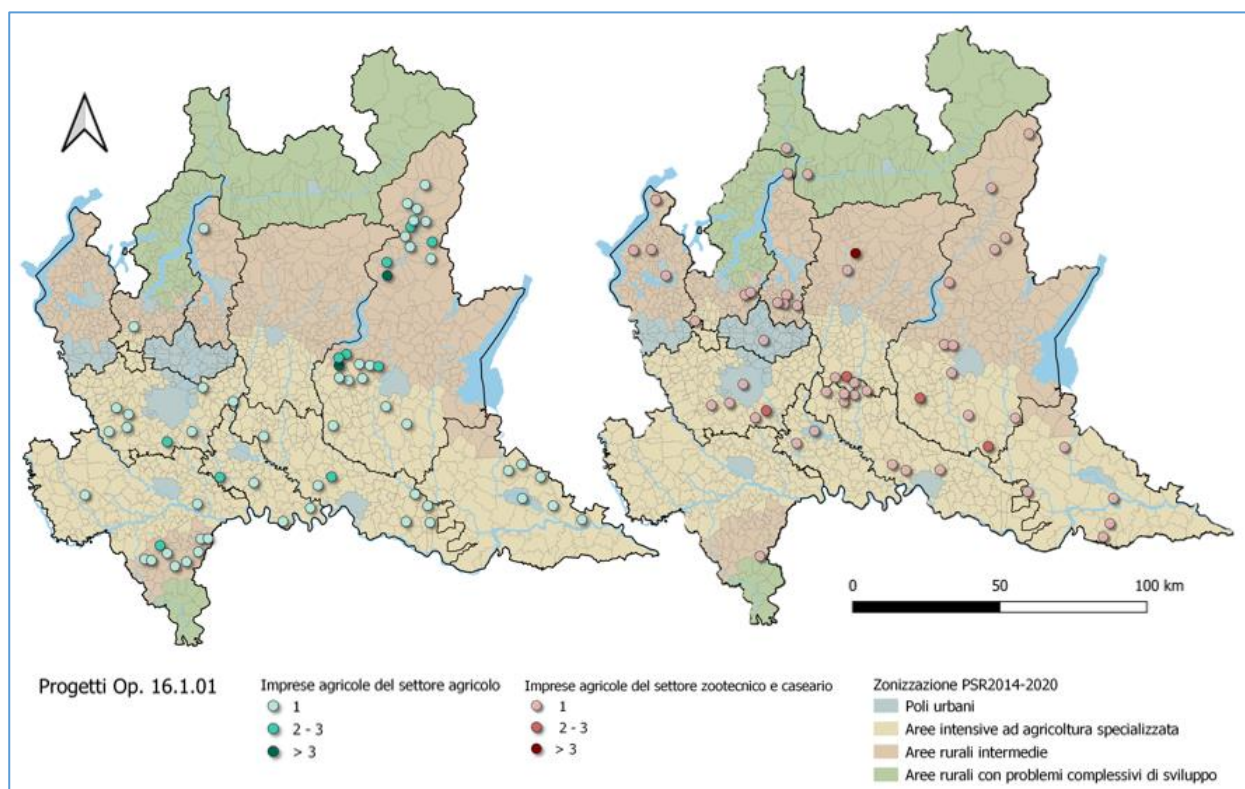 0 50 100 km
Progetti Op. 16.1.01
Imprese agricole del settore agricolo
1
2 - 3
> 3
Imprese agricole del settore zootecnico e caseario
1
2 - 3
> 3
Zonizzazione PSR2014-2020
Poli urbani
Aree intensive ad agricoltura specializzata
Aree rurali intermedie
Aree rurali con problemi complessivi di sviluppo